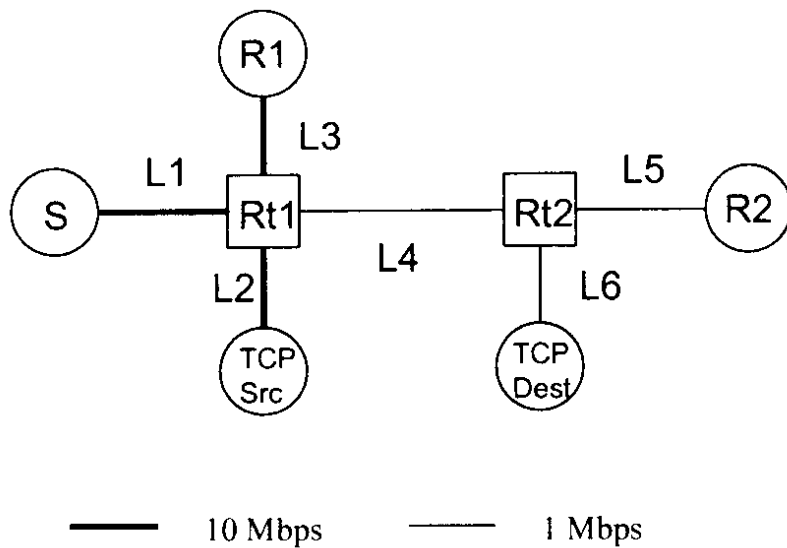 R1
L3
L1
L5
S
Rt1
Rt2
R2
L4
L2
L6
TCP
Src
TCP
Dest
10 Mbps
1 Mbps